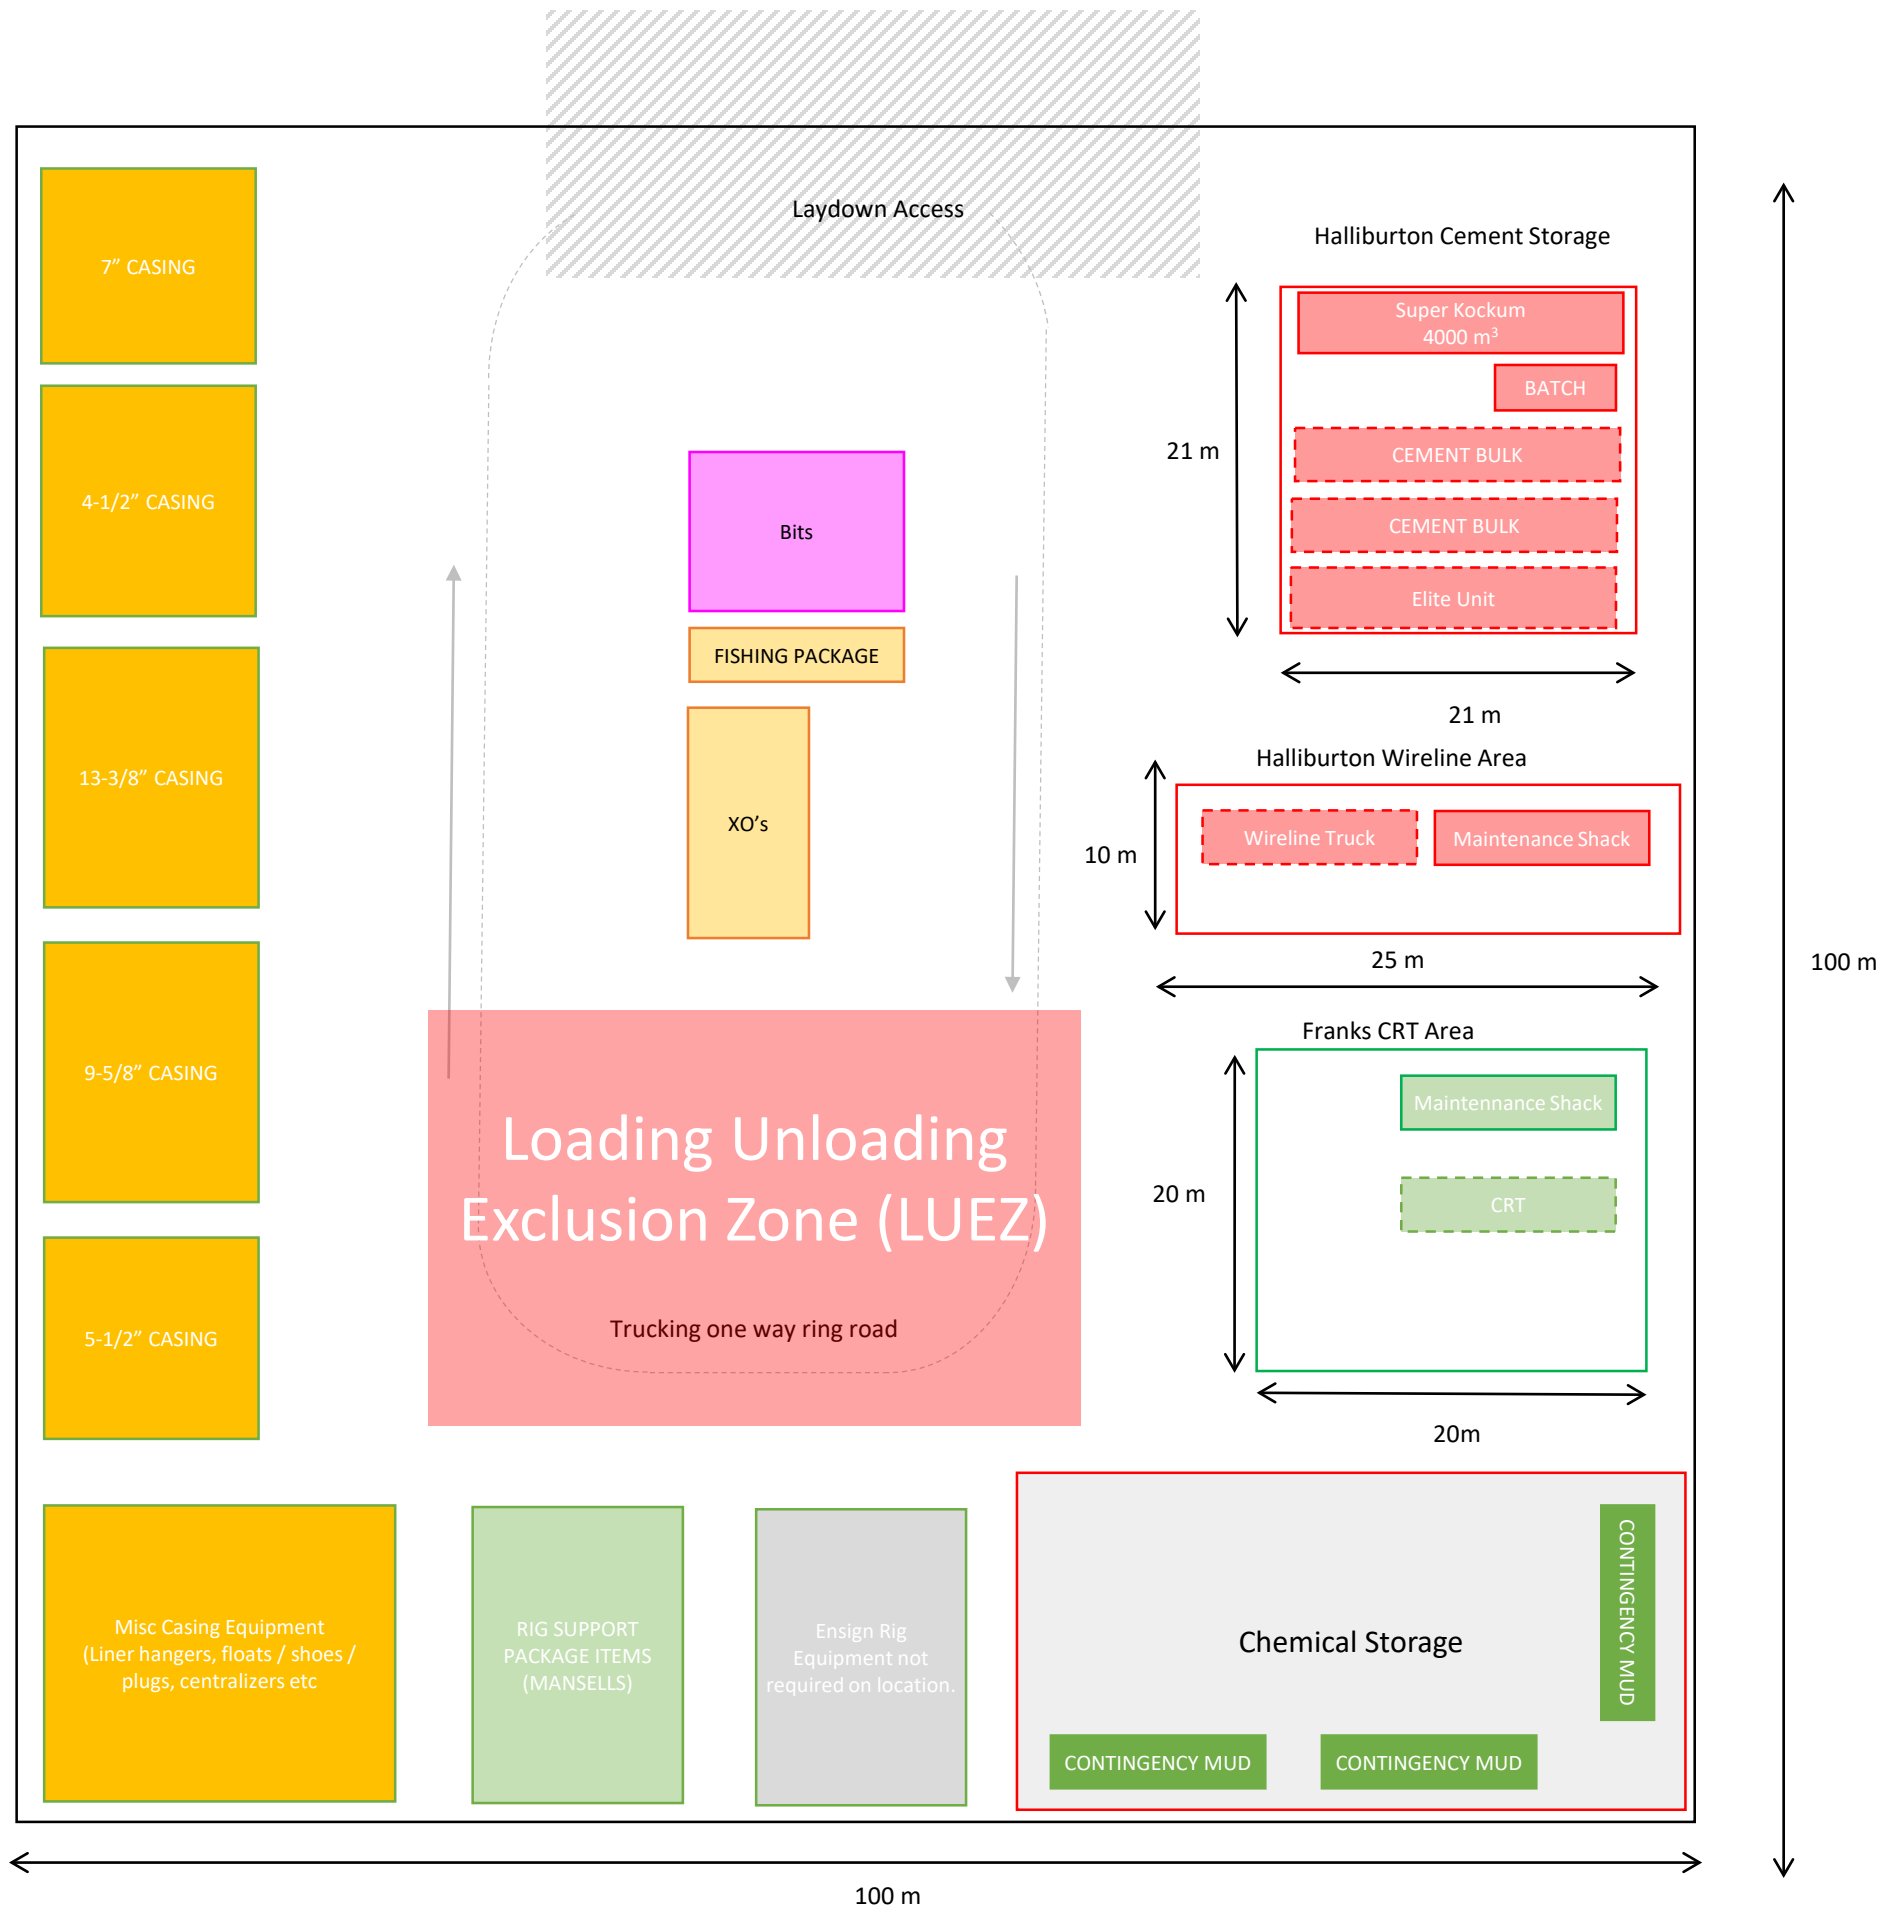 Laydown Access
Halliburton Cement Storage
7” CASING
Super Kockum
4000 m³
BATCH
21 m
CEMENT BULK
4-1/2” CASING
CEMENT BULK
Bits
Elite Unit
FISHING PACKAGE
21 m
Halliburton Wireline Area
13-3/8” CASING
XO’s
Wireline Truck
Maintenance Shack
10 m
25 m
100 m
Franks CRT Area
9-5/8” CASING
Maintennance Shack
Loading Unloading
Exclusion Zone (LUEZ)
20 m
CRT
5-1/2” CASING
Trucking one way ring road
20m
Misc Casing Equipment
(Liner hangers, floats / shoes /
plugs, centralizers etc
RIG SUPPORT
PACKAGE ITEMS
(MANSELLS)
Ensign Rig
Equipment not
required on location.
Chemical Storage
CONTINGENCY MUD
CONTINGENCY MUD
CONTINGENCY MUD
100 m